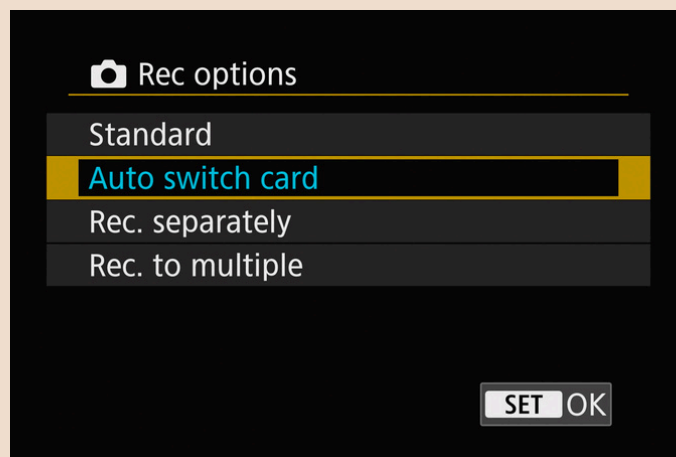 Rec options
Standard
Auto switch card
Rec. separately
Rec. to multiple
SET OK